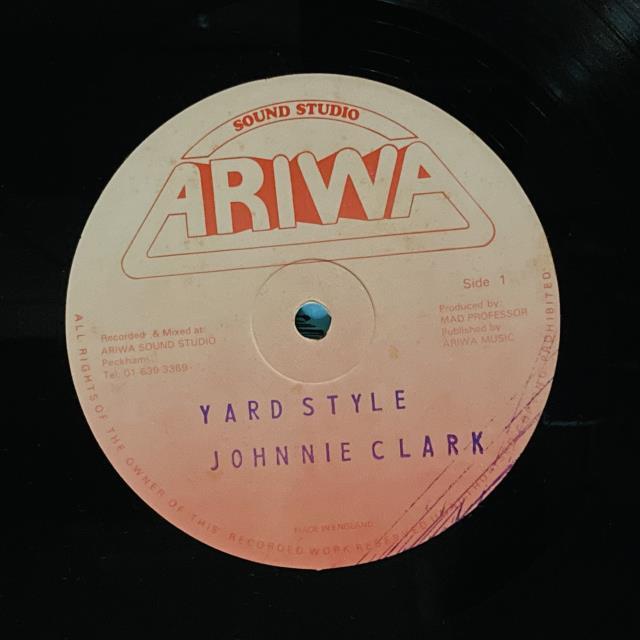 SOUND STUDIO
ARIWA
Side 1
Recorded & Mixed at:
ARIWA SOUND STUDIO
Peckham.
Tel. 01-639 3369
Produced by:
MAD PROFESSOR
Published by
ARIWA MUSIC
YARD STYLE
JOHNNIE CLARK
MADE IN ENGLAND
ALL RIGHTS OF THE OWNER OF THIS RECORDED WORK RESERVED
PROHIBITED